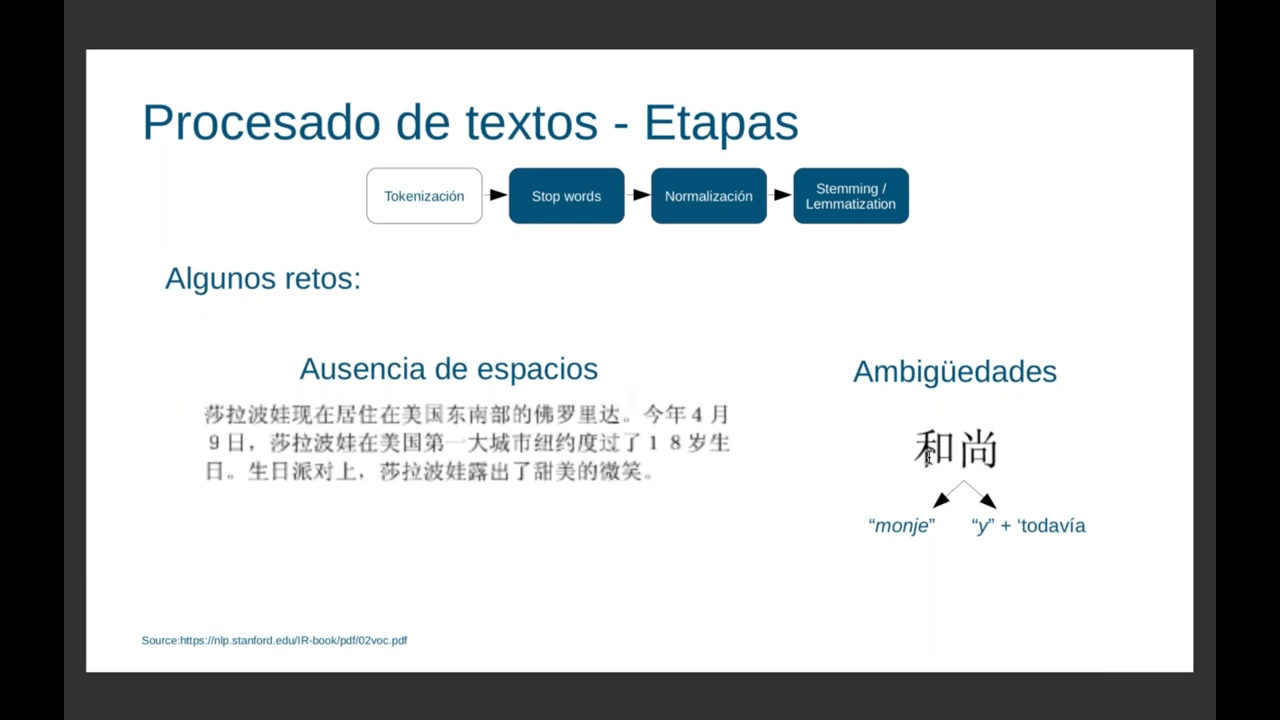 Procesado de textos - Etapas
Tokenización
Stop words
Normalización
Stemming /
Lemmatization
Algunos retos:
Ausencia de espacios
莎拉波娃现在居住在美国东南部的佛罗里达。今年4月
9日，莎拉波娃在美国第一大城市纽约度过了18岁生
日。生日派对上，莎拉波娃露出了甜美的微笑。
Ambigüedades
和尚
“monje”
“y” + ‘todavía
Source:https://nlp.stanford.edu/IR-book/pdf/02voc.pdf